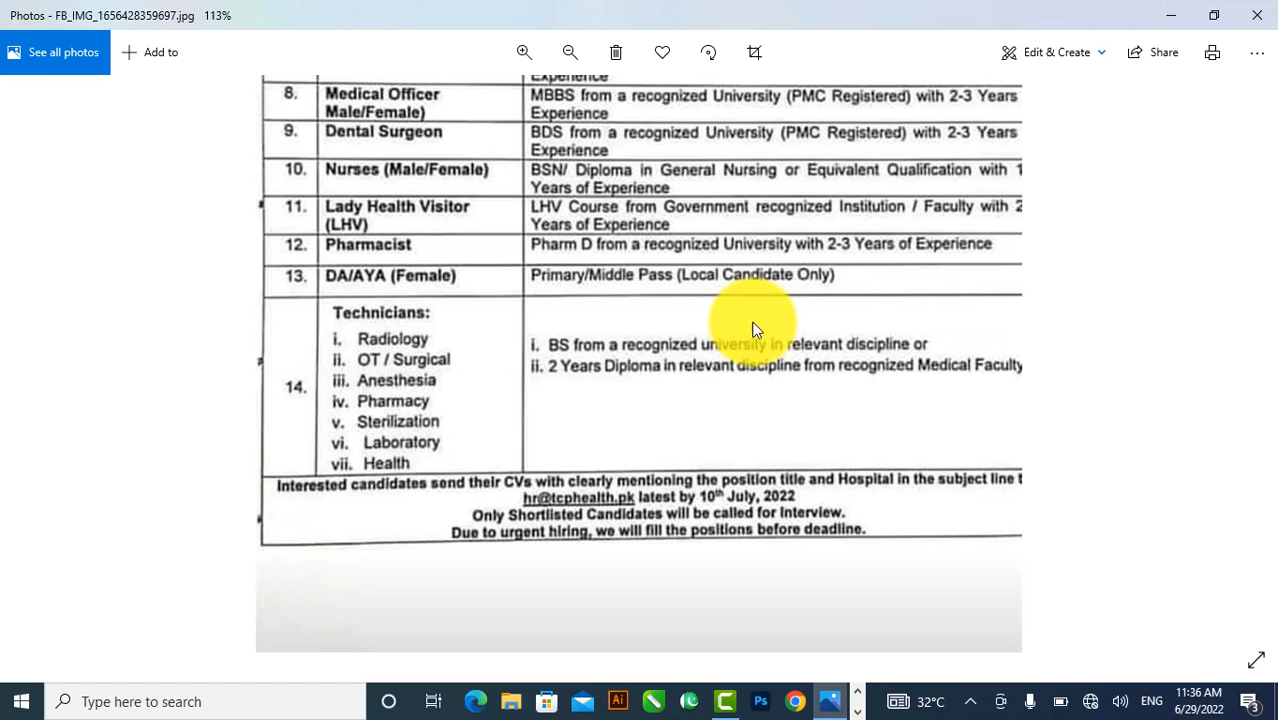 Photos - FB_IMG_1656428359697.jpg 113%
See all photos
Add to
Edit & Create
Share
Experience
8. Medical Officer Male/Female) MBBS from a recognized University (PMC Registered) with 2-3 Years Experience
9. Dental Surgeon BDS from a recognized University (PMC Registered) with 2-3 Years Experience
10. Nurses (Male/Female) BSN/ Diploma in General Nursing or Equivalent Qualification with 1 Years of Experience
11. Lady Health Visitor (LHV) LHV Course from Government recognized Institution / Faculty with 2 Years of Experience
12. Pharmacist Pharm D from a recognized University with 2-3 Years of Experience
13. DA/AYA (Female) Primary/Middle Pass (Local Candidate Only)
14.
Technicians:
i. Radiology
ii. OT / Surgical
iii. Anesthesia
iv. Pharmacy
v. Sterilization
vi. Laboratory
vii. Health
i. BS from a recognized university in relevant discipline or
ii. 2 Years Diploma in relevant discipline from recognized Medical Faculty
Interested candidates send their CVs with clearly mentioning the position title and Hospital in the subject line
hr@tcphealth.pk latest by 10th July, 2022
Only Shortlisted Candidates will be called for Interview.
Due to urgent hiring, we will fill the positions before deadline.
Type here to search
Ai
Ps
32°C
ENG
11:36 AM
6/29/2022
3